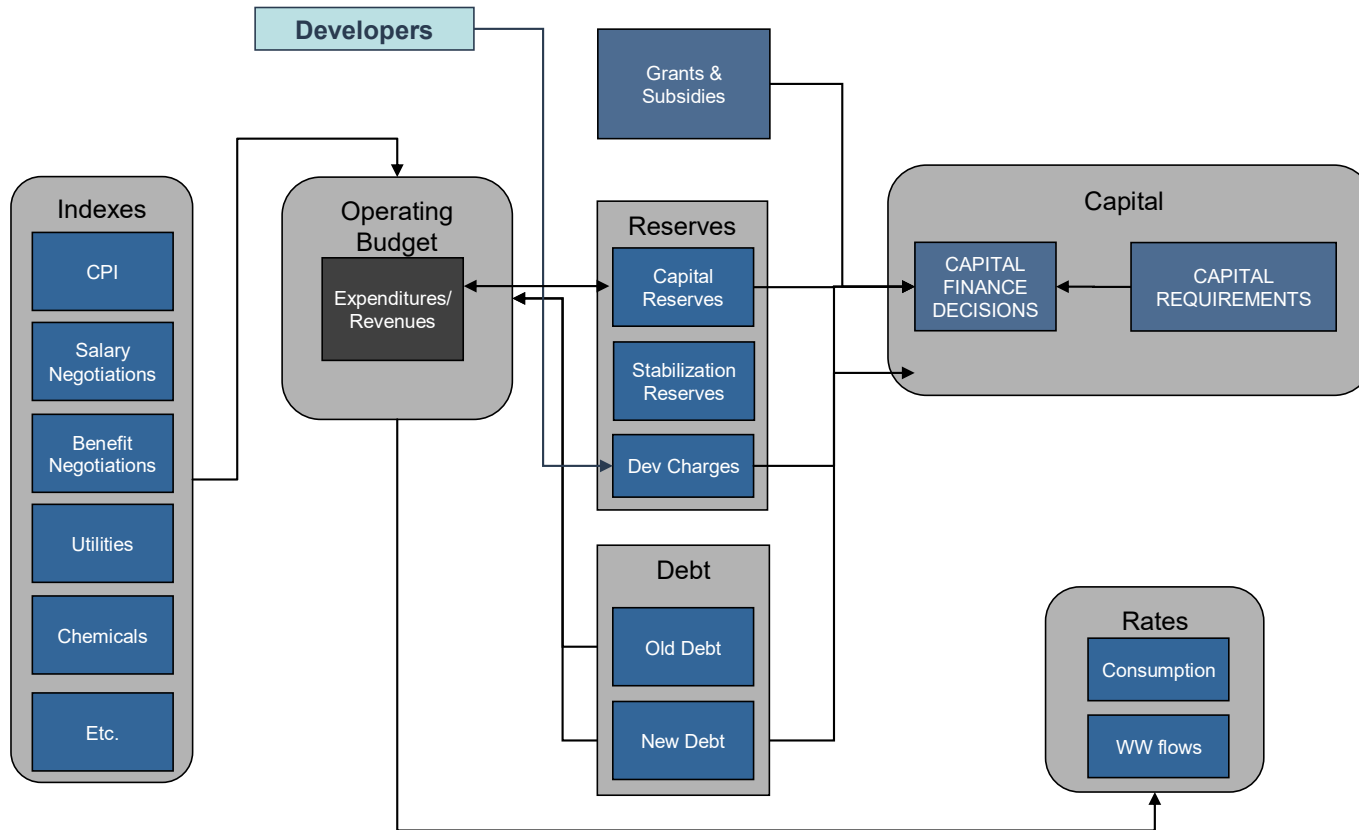 Developers
Grants &
Subsidies
Indexes
CPI
Salary
Negotiations
Benefit
Negotiations
Utilities
Chemicals
Etc.
Operating
Budget
Expenditures/
Revenues
Reserves
Capital
Reserves
Stabilization
Reserves
Dev Charges
Debt
Old Debt
New Debt
Capital
CAPITAL
FINANCE
DECISIONS
CAPITAL
REQUIREMENTS
Rates
Consumption
WW flows